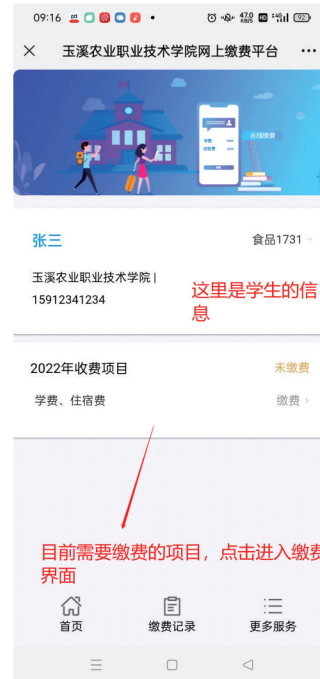 09:16
47.0 KB/S HD 92
玉溪农业职业技术学院网上缴费平台
在线缴费
张三 食品1731
玉溪农业职业技术学院 |
15912341234
这里是学生的信
息
2022年收费项目 未缴费
学费、住宿费 缴费
目前需要缴费的项目，点击进入缴费
界面
首页 缴费记录 更多服务